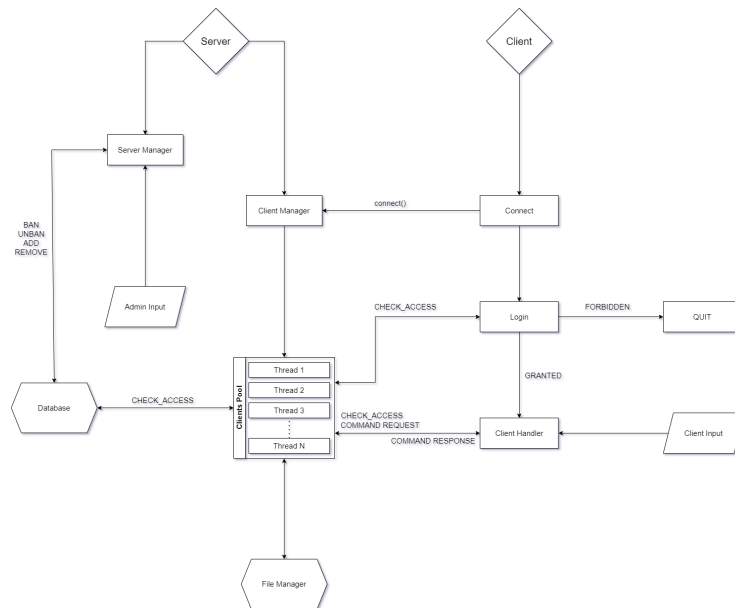 Server
Client
Server Manager
Client Manager
connect()
Connect
BAN
UNBAN
ADD
REMOVE
Admin Input
CHECK_ACCESS
Login
FORBIDDEN
QUIT
GRANTED
Clients Pool
Thread 1
Thread 2
Thread 3
Thread N
Database
CHECK_ACCESS
CHECK_ACCESS
COMMAND REQUEST
COMMAND RESPONSE
Client Handler
Client Input
File Manager